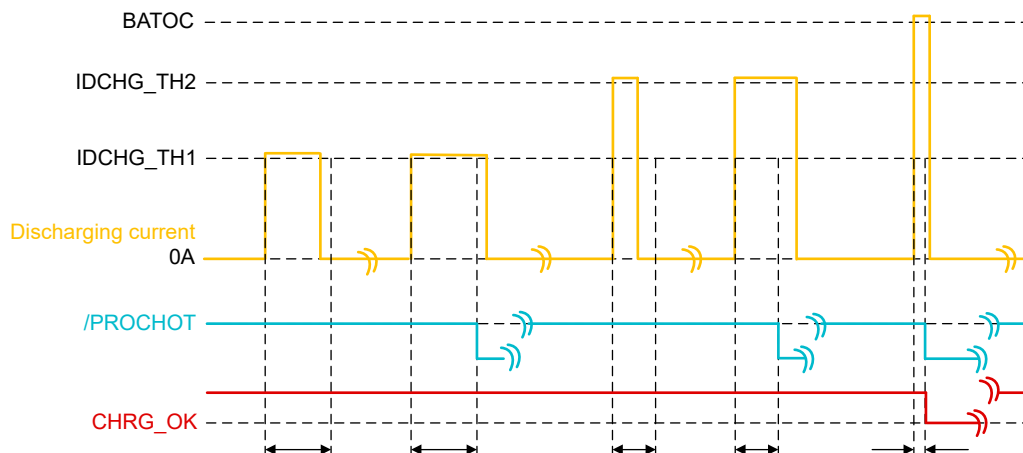 BATOC
IDCHG_TH2
IDCHG_TH1
Discharging current
0A
/PROCHOT
CHRG_OK